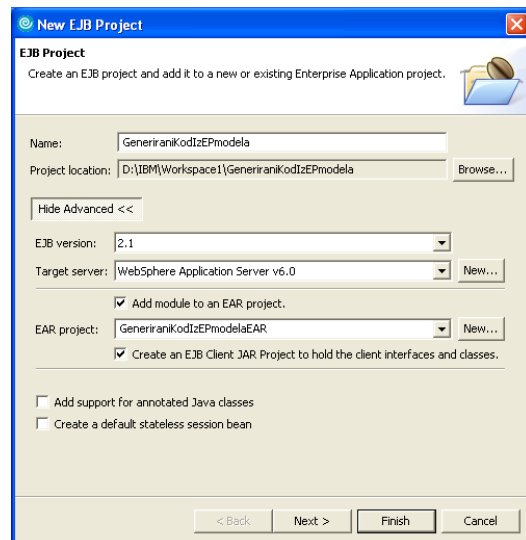 New EJB Project
EJB Project
Create an EJB project and add it to a new or existing Enterprise Application project.
Name: GeneriraniKodIzEPmodela
Project location: D:\IBM\Workspace1\GeneriraniKodIzEPmodela Browse...
Hide Advanced <<
EJB version: 2.1
Target server: WebSphere Application Server v6.0 New...
Add module to an EAR project.
EAR project: GeneriraniKodIzEPmodelaEAR New...
Create an EJB Client JAR Project to hold the client interfaces and classes.
Add support for annotated Java classes
Create a default stateless session bean
< Back Next > Finish Cancel